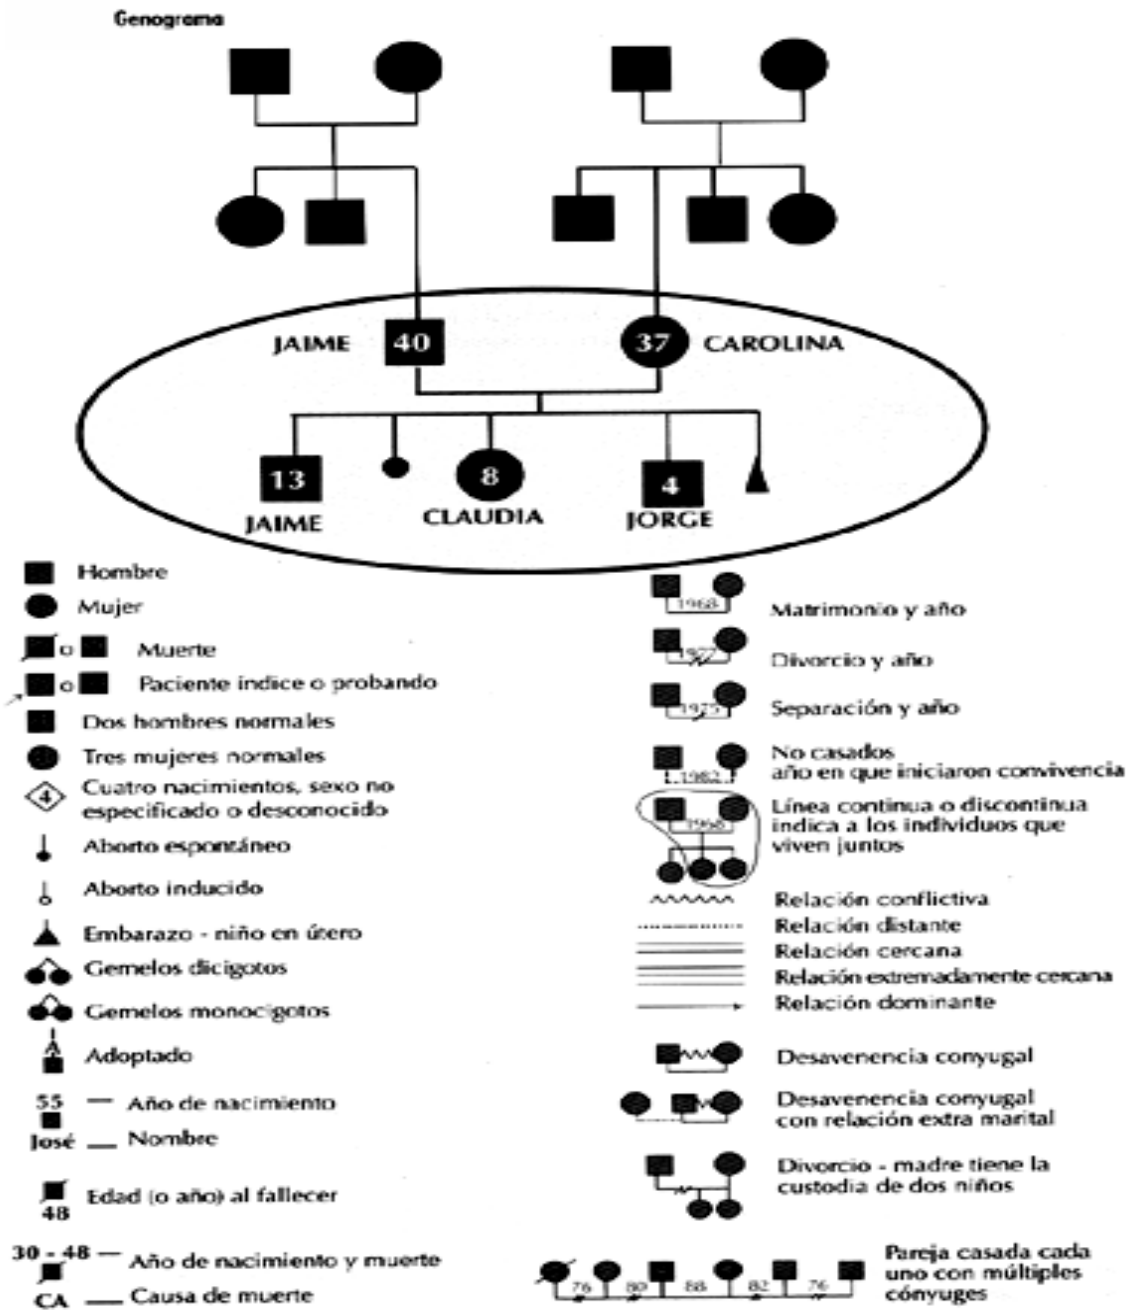 Genograma
JAIME
40
37
CAROLINA
13
8
4
JAIME
CLAUDIA
JORGE
Hombre
Mujer
o
Muerte
o
Paciente índice o probando
Dos hombres normales
Tres mujeres normales
4
Cuatro nacimientos, sexo no
especificado o desconocido
Aborto espontáneo
Aborto inducido
Embarazo - niño en útero
Gemelos dicigotos
Gemelos monocigotos
A
Adoptado
55 — Año de nacimiento
José — Nombre
Edad (o año) al fallecer
48
30 - 48 — Año de nacimiento y muerte
CA — Causa de muerte
1968
Matrimonio y año
1977
Divorcio y año
1975
Separación y año
1982
No casados
año en que iniciaron convivencia
1968
Línea continua o discontinua
indica a los individuos que
viven juntos
Relación conflictiva
Relación distante
Relación cercana
Relación extremadamente cercana
Relación dominante
Desavenencia conyugal
Desavenencia conyugal
con relación extra marital
Divorcio - madre tiene la
custodia de dos niños
76 80 88 82 76
Pareja casada cada
uno con múltiples
cónyuges